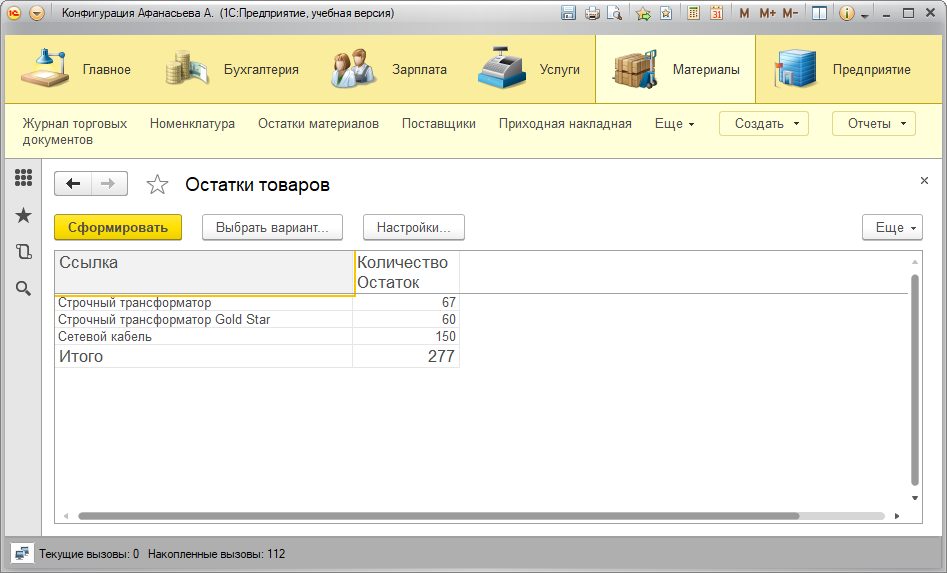 Конфигурация Афанасьева А. (1С:Предприятие, учебная версия)
31 M M+ M-
Главное Бухгалтерия Зарплата Услуги Материалы Предприятие
Журнал торговых документов Номенклатура Остатки материалов Поставщики Приходная накладная Еще Создать Отчеты
Остатки товаров
Сформировать Выбрать вариант... Настройки... Еще
Ссылка Количество Остаток
Строчный трансформатор 67
Строчный трансформатор Gold Star 60
Сетевой кабель 150
Итого 277
Текущие вызовы: 0 Накопленные вызовы: 112